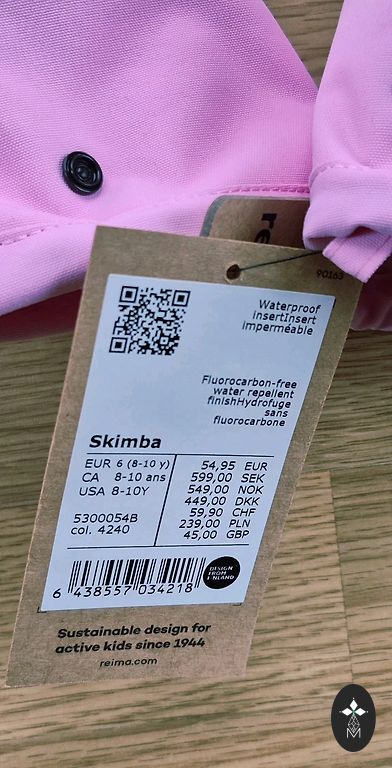 reima
90163
Waterproof
insertInsert
imperméable
Fluorocarbon-free
water repellent
finishHydrofuge
sans
fluorocarbone
Skimba
EUR 6 (8-10 y)
CA 8-10 ans
USA 8-10Y
5300054B
col. 4240
54,95 EUR
599,00 SEK
549,00 NOK
449,00 DKK
59,90 CHF
239,00 PLN
45,00 GBP
6 438557 034218
DESIGN
FROM
FINLAND
Sustainable design for
active kids since 1944
reima.com
M